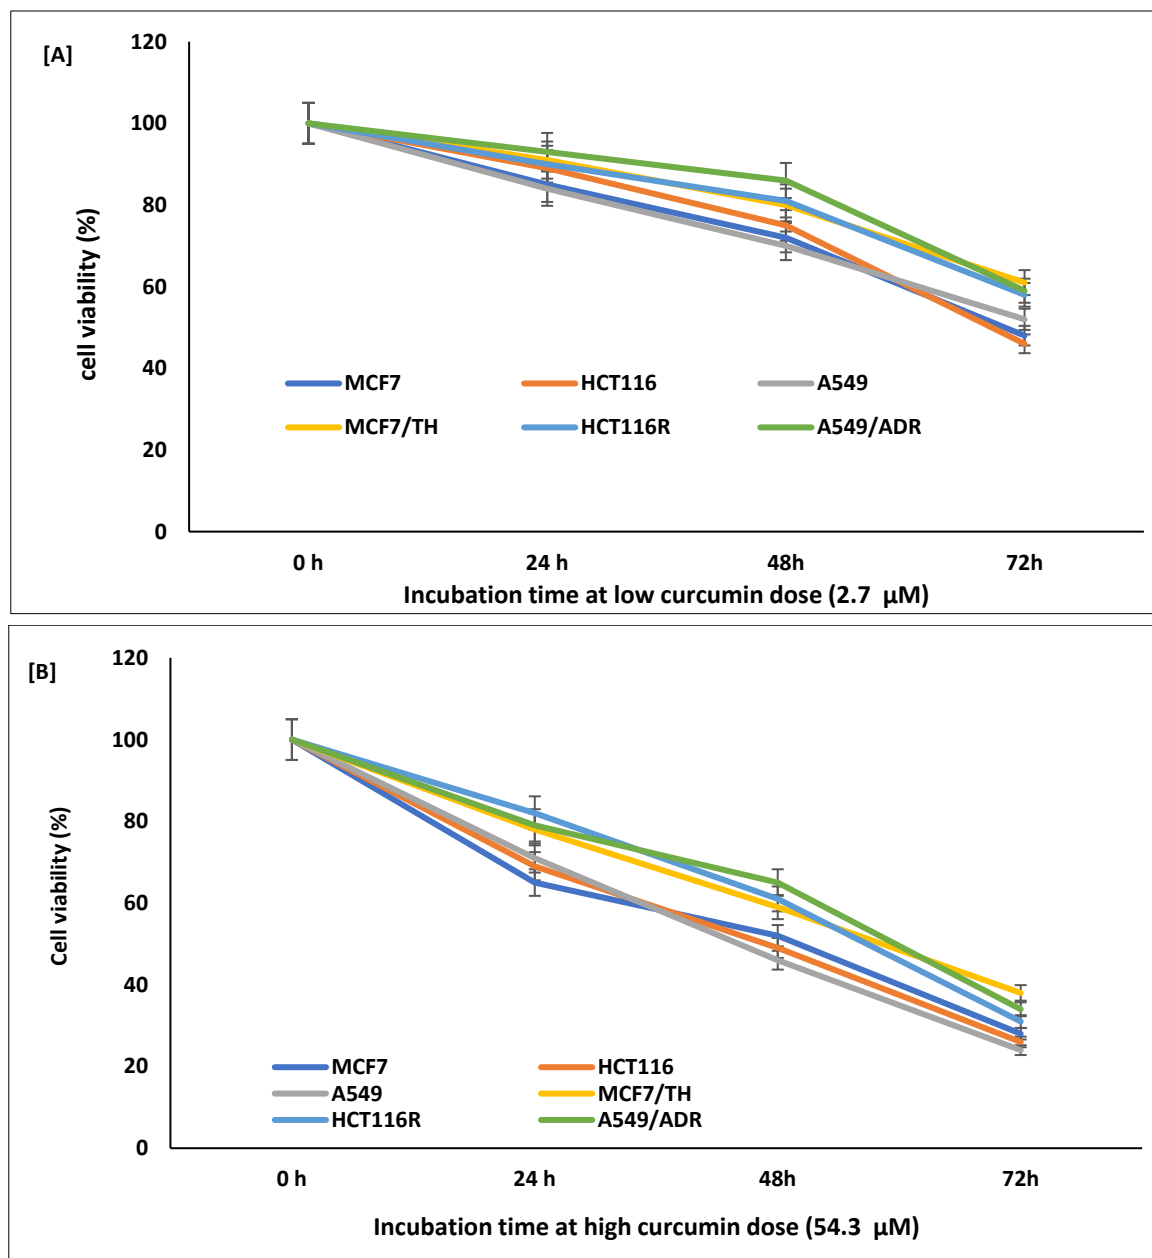 [A]
120
100
80
60
40
20
0
cell viability (%)
MCF7 HCT116 A549
MCF7/TH HCT116R A549/ADR
0 h 24 h 48h 72h
Incubation time at low curcumin dose (2.7 µM)
[B]
120
100
80
60
40
20
0
Cell viability (%)
MCF7 HCT116
A549 MCF7/TH
HCT116R A549/ADR
0 h 24 h 48h 72h
Incubation time at high curcumin dose (54.3 µM)